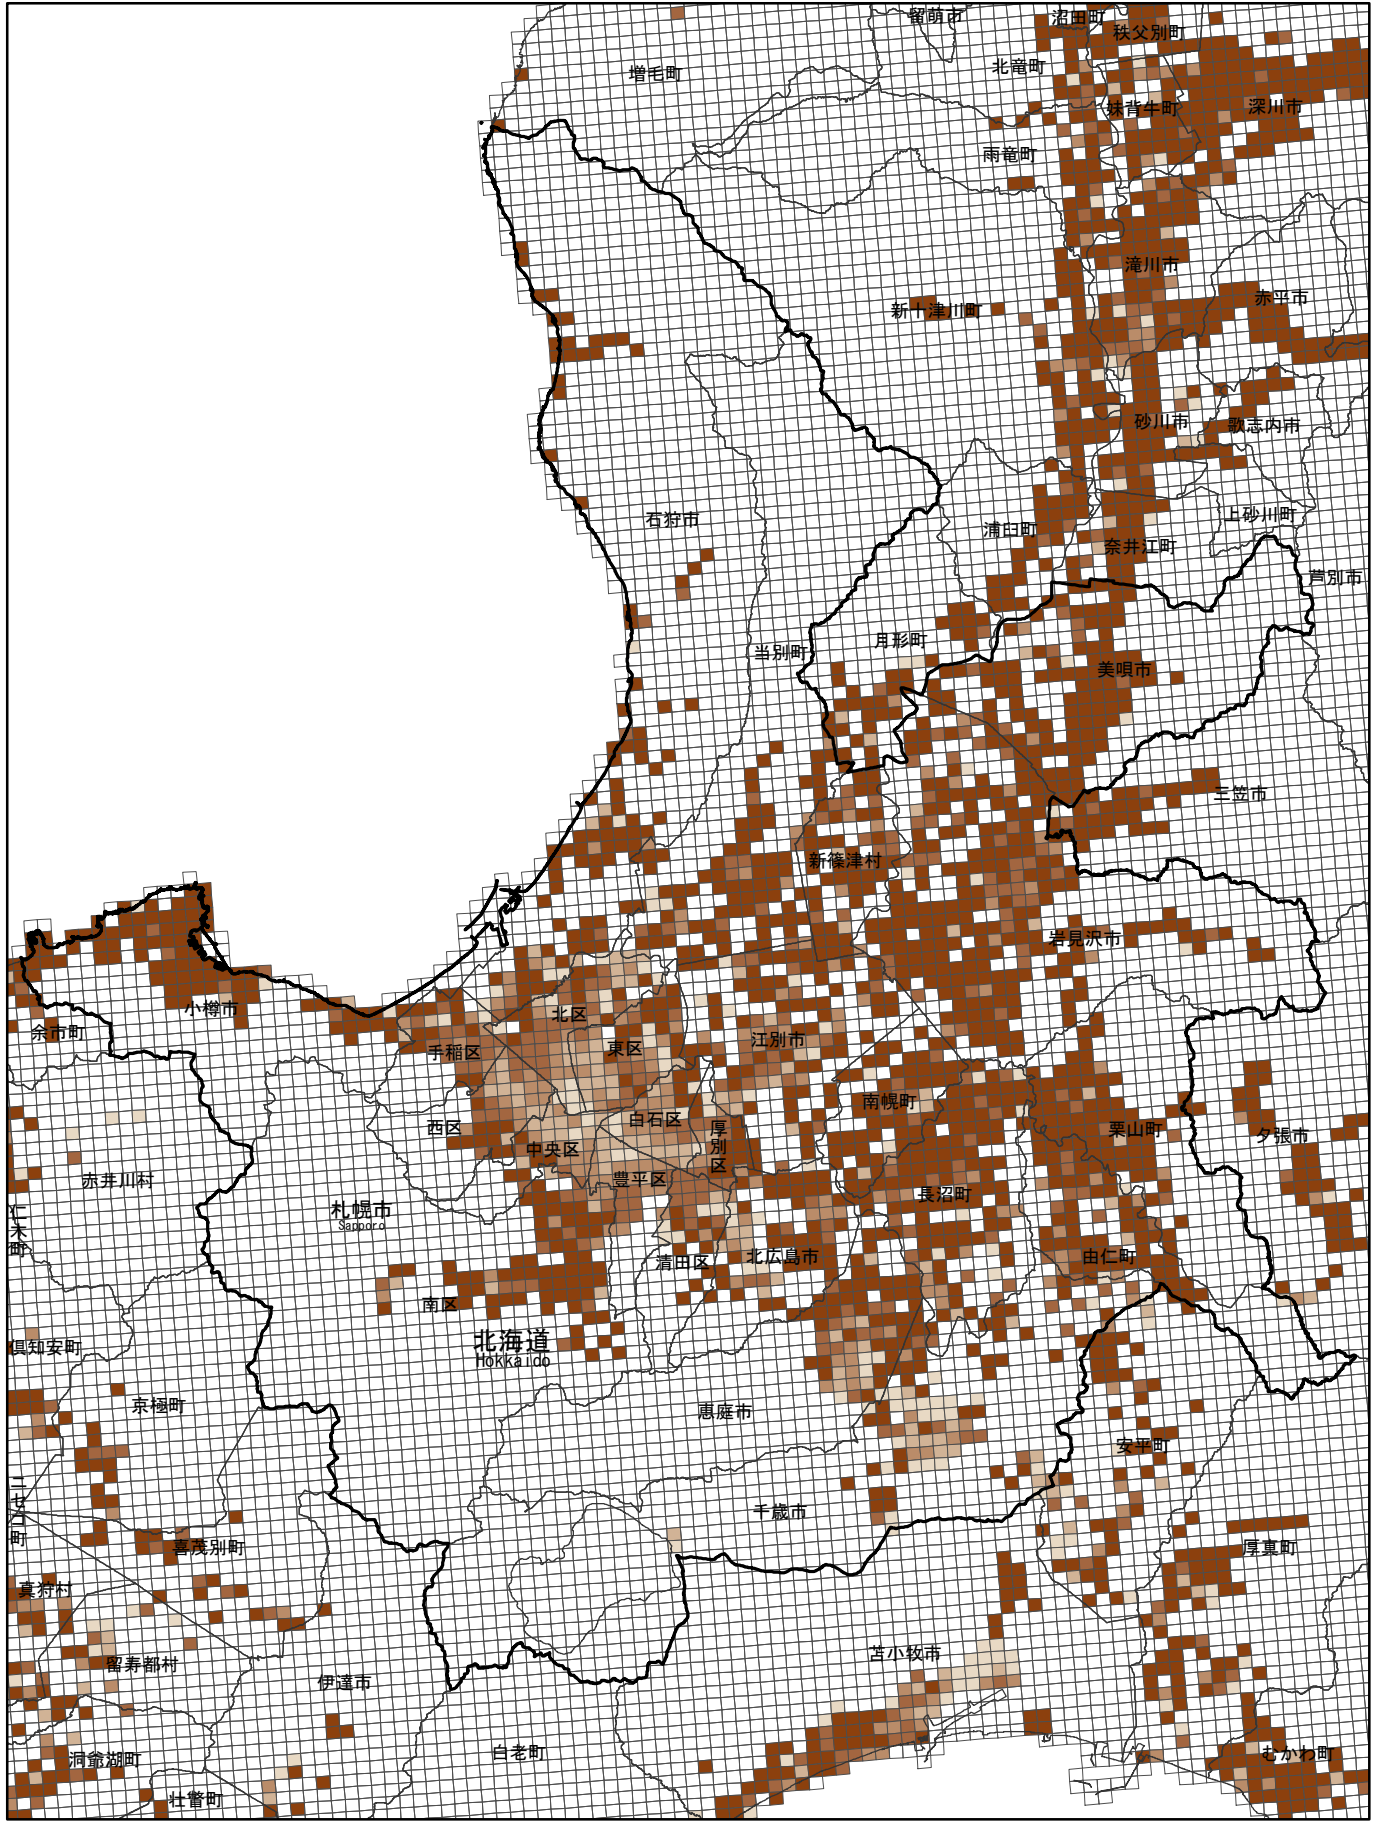 留萌市
沼田町
秩父別町
増毛町
北竜町
妹背牛町
深川市
雨竜町
滝川市
赤平市
新十津川町
砂川市
歌志内市
石狩市
浦臼町
上砂川町
奈井江町
芦別市
当別町
月形町
美唄市
三笠市
新篠津村
岩見沢市
小樽市
余市町
北区
手稲区
東区
江別市
南幌町
西区
白石区
厚別区
栗山町
夕張市
中央区
赤井川村
豊平区
長沼町
札幌市
Sapporo
仁木町
清田区
北広島市
由仁町
南区
北海道
Hokkaido
倶知安町
京極町
恵庭市
安平町
ニセコ町
千歳市
喜茂別町
厚真町
真狩村
留寿都村
苫小牧市
伊達市
洞爺湖町
白老町
むかわ町
壮瞥町